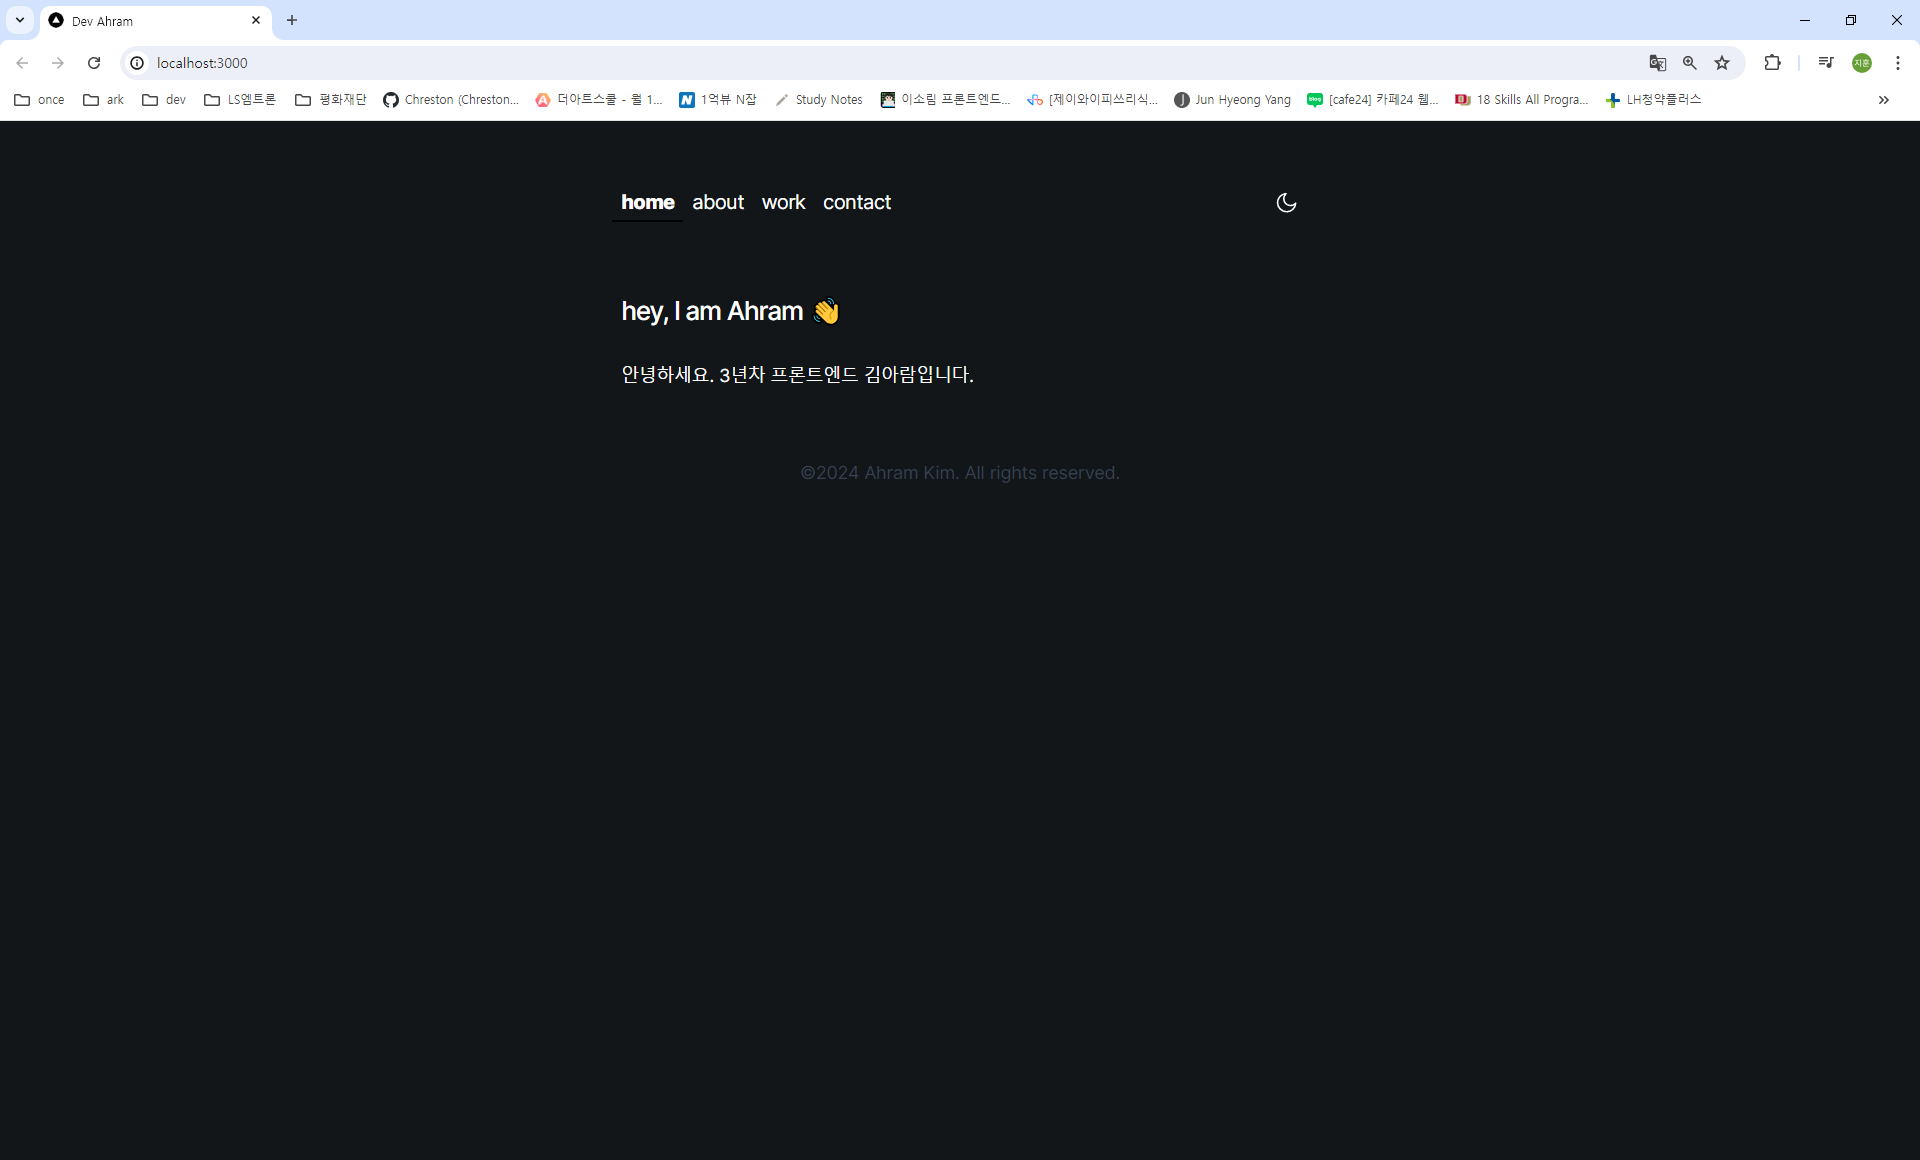 Dev Ahram
localhost:3000
지훈
once ark dev LS엠트론 평화재단 Chreston (Chreston... 더아트스쿨 - 월 1... 1억뷰 N잡 Study Notes 이소림 프론트엔드... [제이와이피쓰리식... Jun Hyeong Yang [cafe24] 카페24 웹... 18 Skills All Progra... LH청약플러스
home about work contact
hey, I am Ahram 👋
안녕하세요. 3년차 프론트엔드 김아람입니다.
©2024 Ahram Kim. All rights reserved.